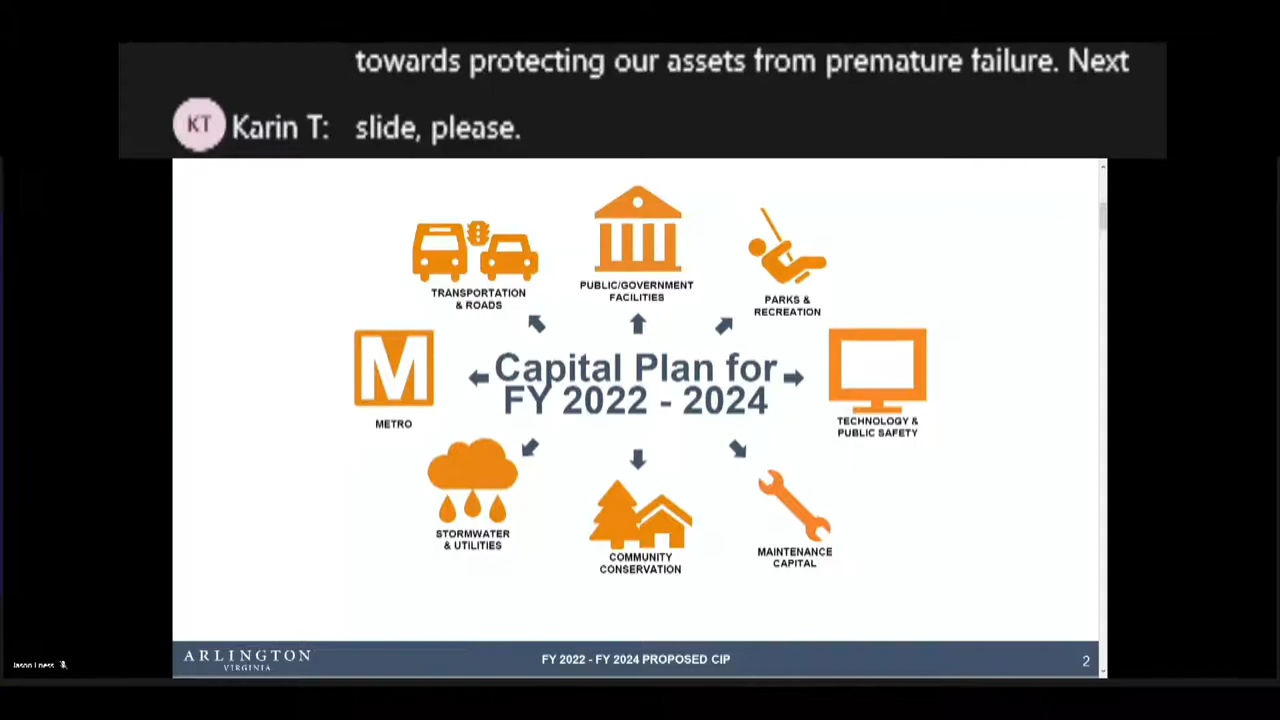 towards protecting our assets from premature failure. Next
KT Karin T: slide, please.
TRANSPORTATION
& ROADS
PUBLIC/GOVERNMENT
FACILITIES
PARKS &
RECREATION
M
METRO
Capital Plan for
FY 2022 - 2024
TECHNOLOGY &
PUBLIC SAFETY
STORMWATER
& UTILITIES
COMMUNITY
CONSERVATION
MAINTENANCE
CAPITAL
ARLINGTON
VIRGINIA
FY 2022 - FY 2024 PROPOSED CIP
2
Jason